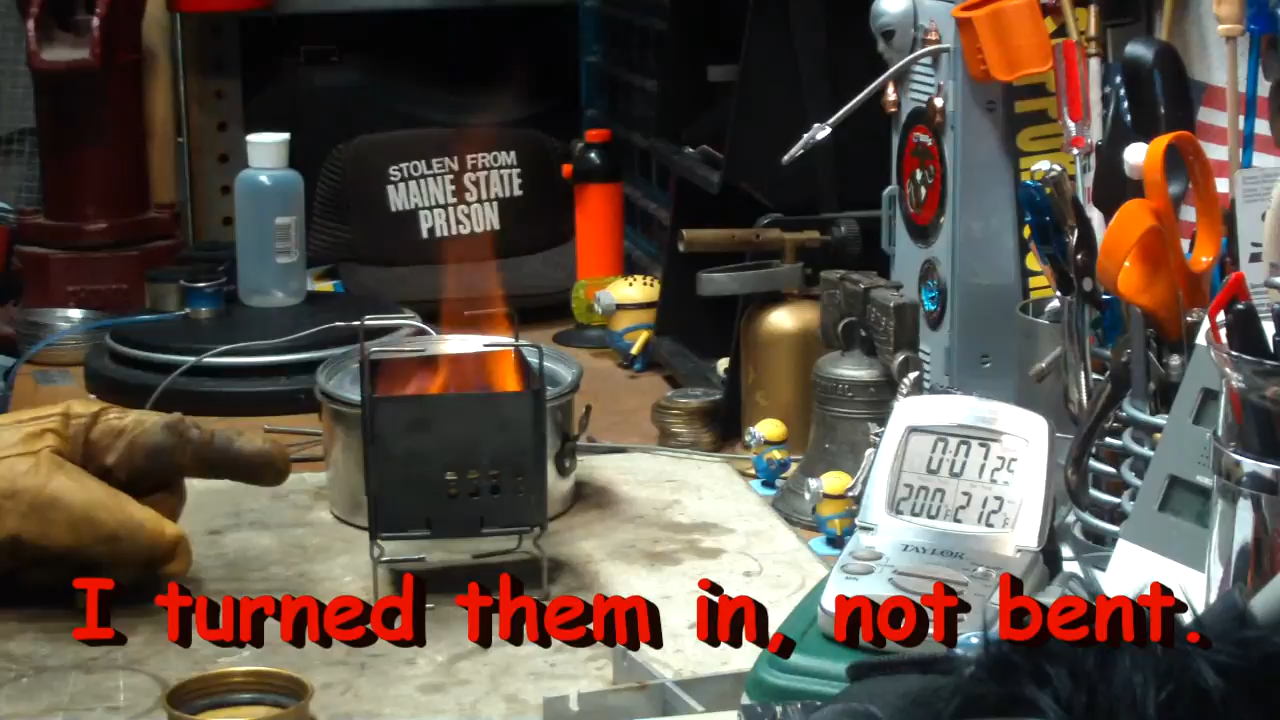 STOLEN FROM
MAINE STATE
PRISON
0:07 25
200°F 212°F
TAYLOR
I turned them in, not bent.